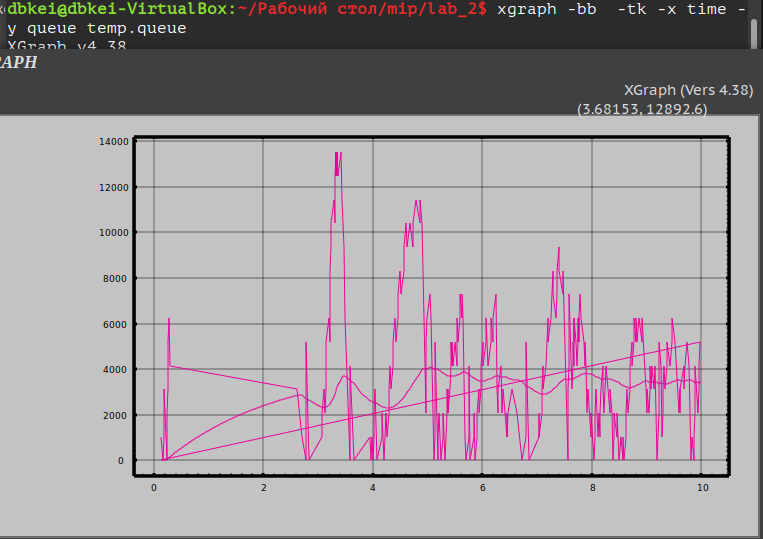 dbkei@dbkei-VirtualBox:~/Рабочий стол/mip/lab_2$ xgraph -bb  -tk -x time -
y queue temp.queue
XGraph v4.38
XGraph (Vers 4.38)
(3.68153, 12892.6)
14000
12000
10000
8000
6000
4000
2000
0
0 2 4 6 8 10